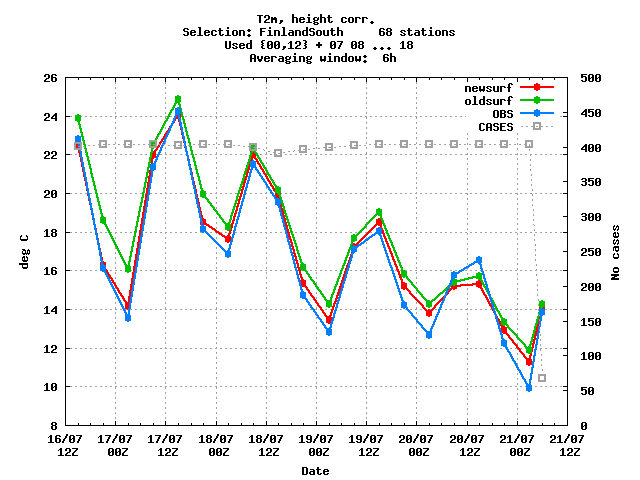 T2m, height corr.
Selection: FinlandSouth 68 stations
Used {00,12} + 07 08 ... 18
Averaging window: 6h
newsurf
oldsurf
OBS
CASES
26
24
22
20
18
16
14
12
10
8
deg C
500
450
400
350
300
250
200
150
100
50
0
No cases
16/07 17/07 17/07 18/07 18/07 19/07 19/07 20/07 20/07 21/07 21/07
12Z 00Z 12Z 00Z 12Z 00Z 12Z 00Z 12Z 00Z 12Z
Date